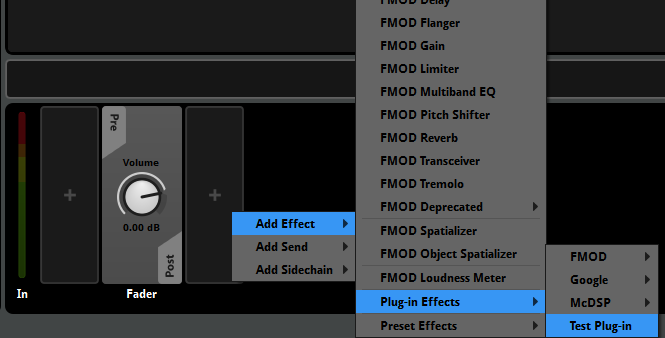 FMOD Delay
FMOD Flanger
FMOD Gain
FMOD Limiter
FMOD Multiband EQ
FMOD Pitch Shifter
FMOD Reverb
FMOD Transceiver
FMOD Tremolo
FMOD Deprecated
FMOD Spatializer
FMOD Object Spatializer
FMOD Loudness Meter
Plug-in Effects
Preset Effects
Pre
Volume
0.00 dB
Post
In
Fader
Add Effect
Add Send
Add Sidechain
FMOD
Google
McDSP
Test Plug-in